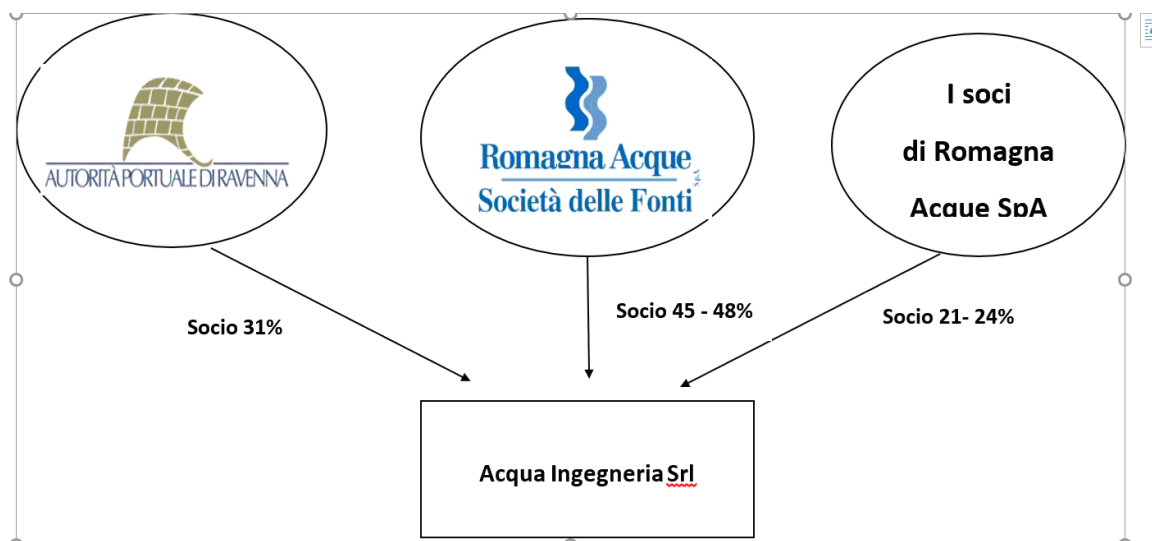 AUTORITÀ PORTUALE DI RAVENNA
Romagna Acque
S.p.A.
Società delle Fonti
I soci
di Romagna
Acque SpA
Socio 31%
Socio 45 - 48%
Socio 21- 24%
Acqua Ingegneria Srl